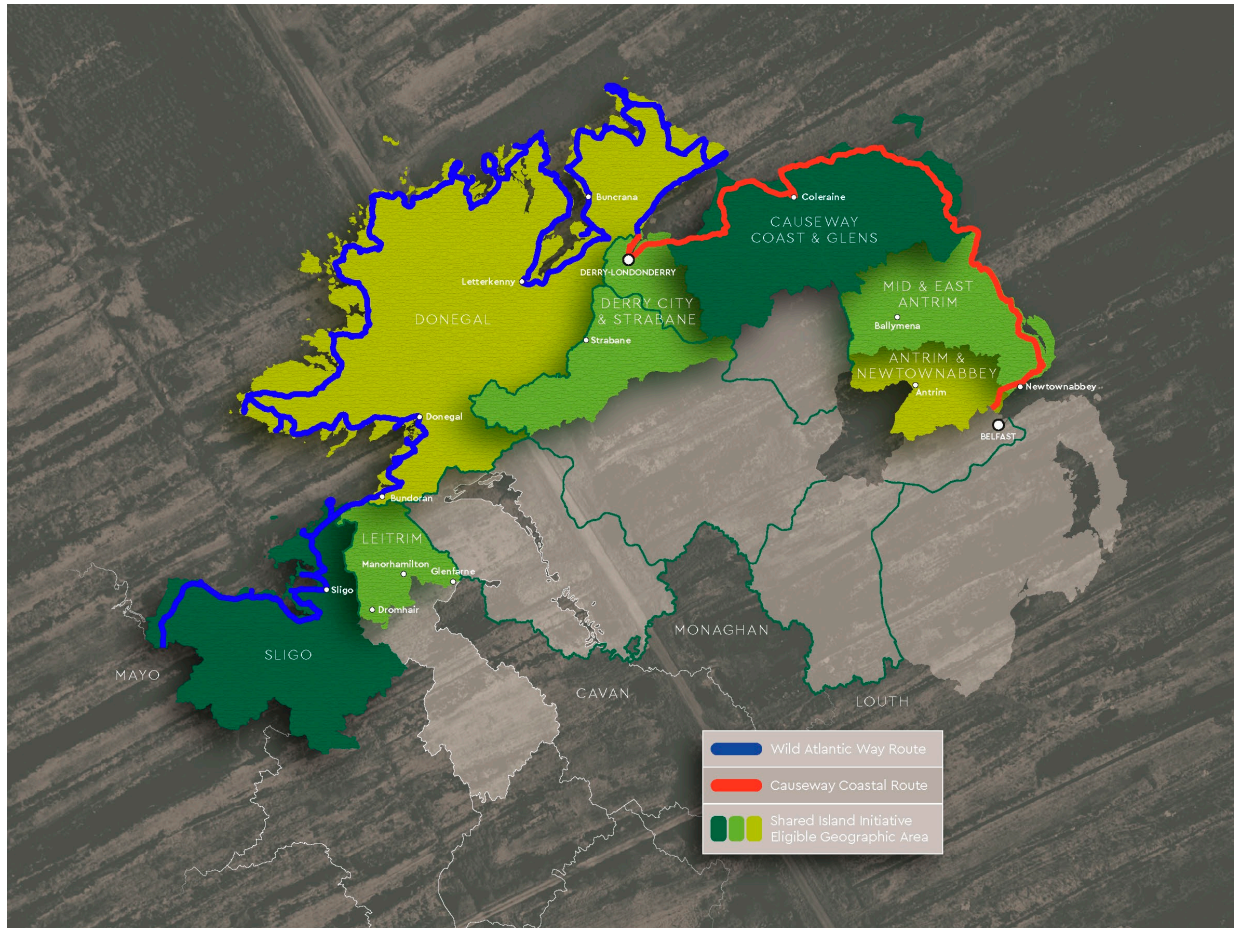 Buncrana
Coleraine
CAUSEWAY
COAST & GLENS
DERRY-LONDONDERRY
Letterkenny
MID & EAST
ANTRIM
DERRY CITY
& STRABANE
DONEGAL
Ballymena
Strabane
ANTRIM &
NEWTOWNABBEY
Antrim
Newtownabbey
Donegal
BELFAST
Bundoran
LEITRIM
Manorhamilton
Glenfarne
Sligo
Dromhair
MONAGHAN
SLIGO
MAYO
CAVAN
LOUTH
Wild Atlantic Way Route
Causeway Coastal Route
Shared Island Initiative
Eligible Geographic Area